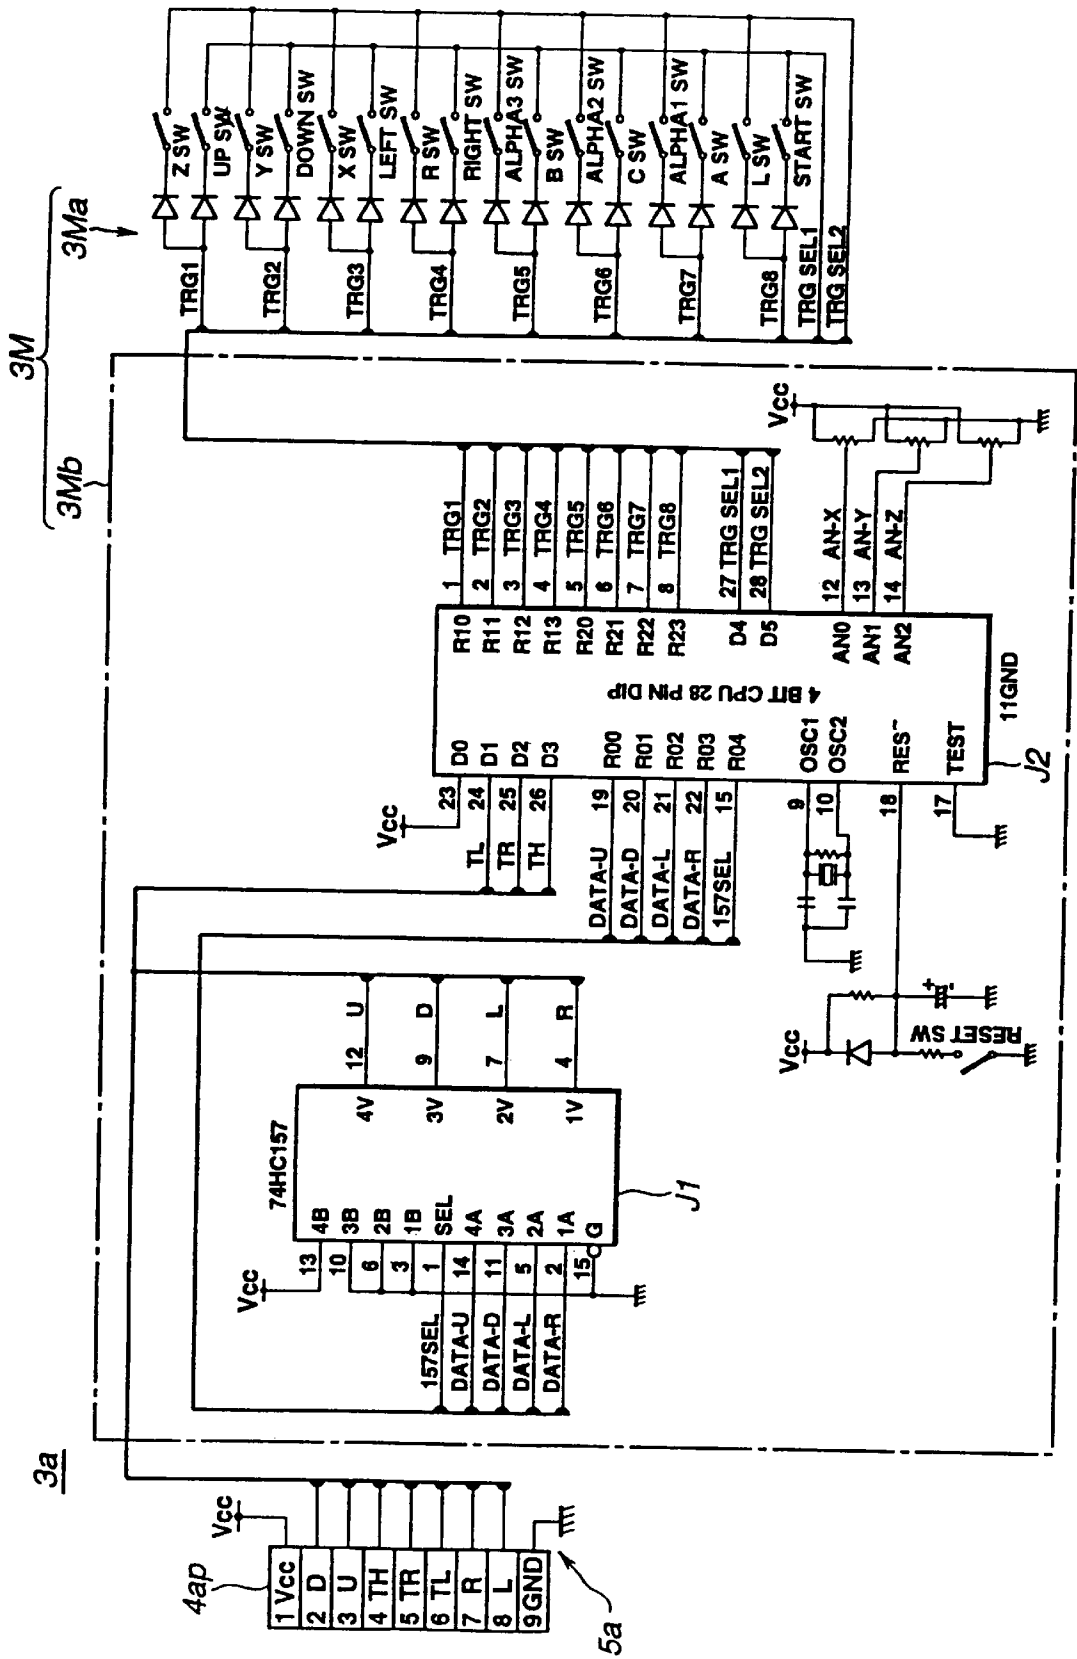 3a
3M
3Ma
3Mb
4ap
5a
1 Vcc
2 D
3 U
4 TH
5 TR
6 TL
7 R
8 L
9 GND
Vcc
74HC157
J1
Vcc
13 4B
10 3B
6 2B
3 1B
157SEL 1 SEL
DATA-U 14 4A
DATA-D 11 3A
DATA-L 5 2A
DATA-R 2 1A
15 G
4V 12 U
3V 9 D
2V 7 L
1V 4 R
Vcc
23 D0
TL 24 D1
TR 25 D2
TH 26 D3
DATA-U 19 R00
DATA-D 20 R01
DATA-L 21 R02
DATA-R 22 R03
157SEL 15 R04
9 OSC1
10 OSC2
18 RES-
17 TEST
Vcc
+ -
RESET SW
4 BIT CPU 28 PIN DIP
J2
11GND
R10 1 TRG1
R11 2 TRG2
R12 3 TRG3
R13 4 TRG4
R20 5 TRG5
R21 6 TRG6
R22 7 TRG7
R23 8 TRG8
D4 27 TRG SEL1
D5 28 TRG SEL2
AN0 12 AN-X
AN1 13 AN-Y
AN2 14 AN-Z
Vcc
TRG1
TRG2
TRG3
TRG4
TRG5
TRG6
TRG7
TRG8
TRG SEL1
TRG SEL2
Z SW
UP SW
Y SW
DOWN SW
X SW
LEFT SW
R SW
RIGHT SW
ALPHA3 SW
B SW
ALPHA2 SW
C SW
ALPHA1 SW
A SW
L SW
START SW